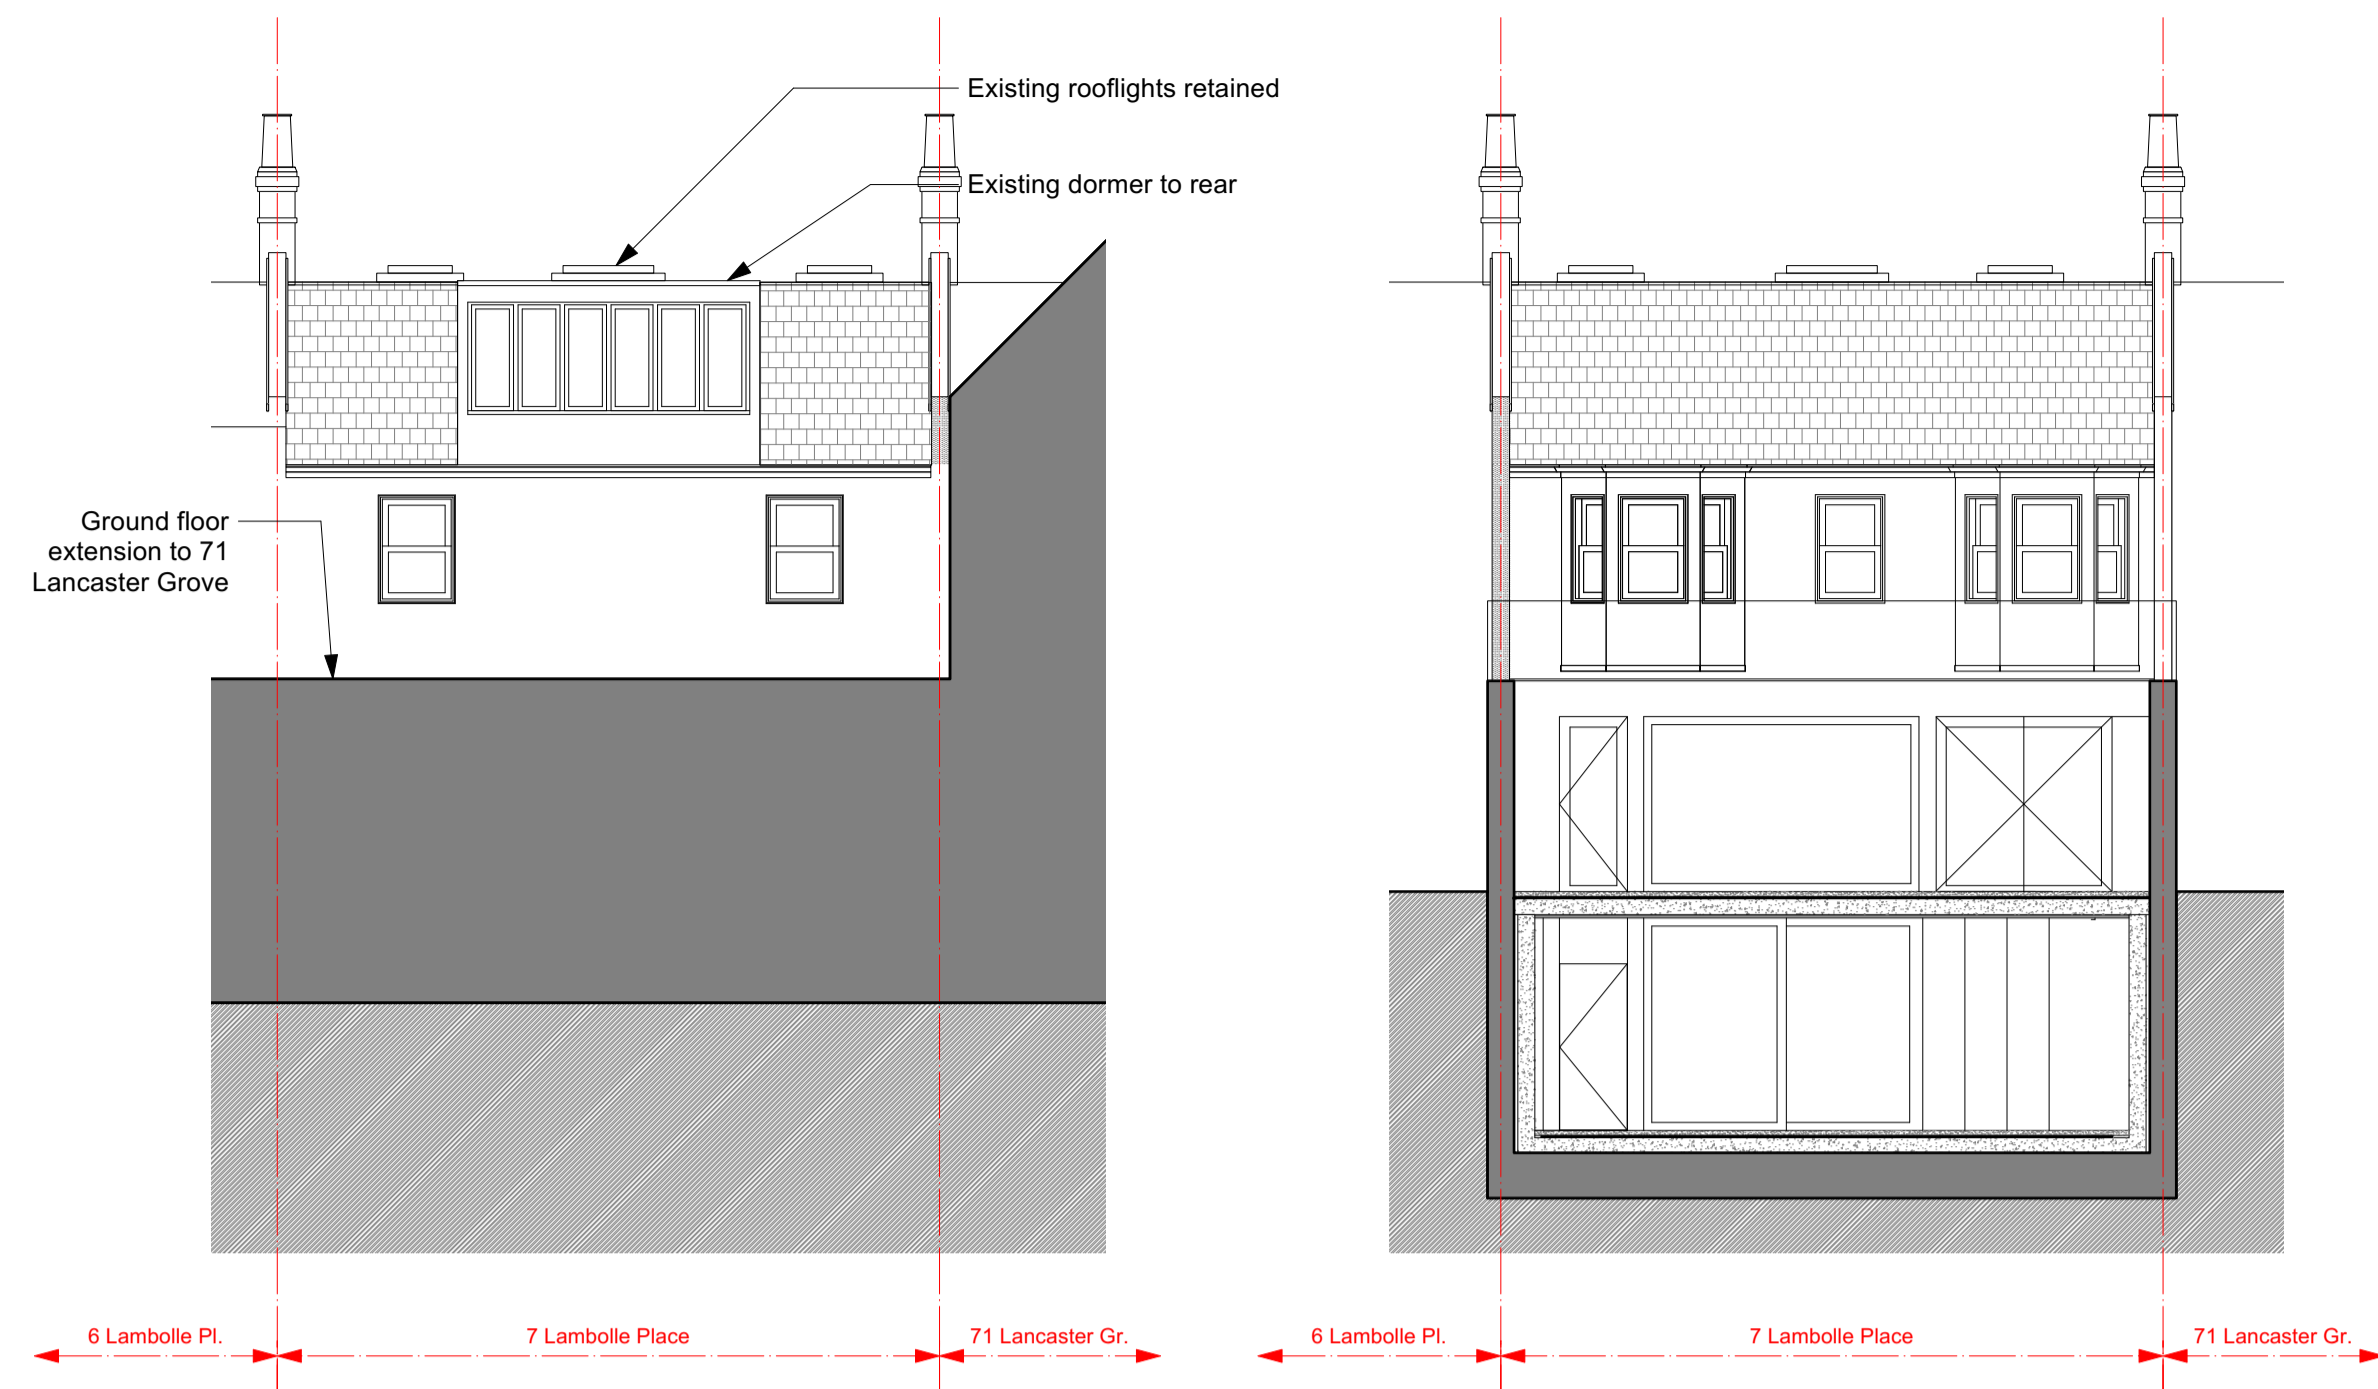 Existing rooflights retained
Existing dormer to rear
Ground floor
extension to 71
Lancaster Grove
6 Lambolle Pl.
7 Lambolle Place
71 Lancaster Gr.
6 Lambolle Pl.
7 Lambolle Place
71 Lancaster Gr.